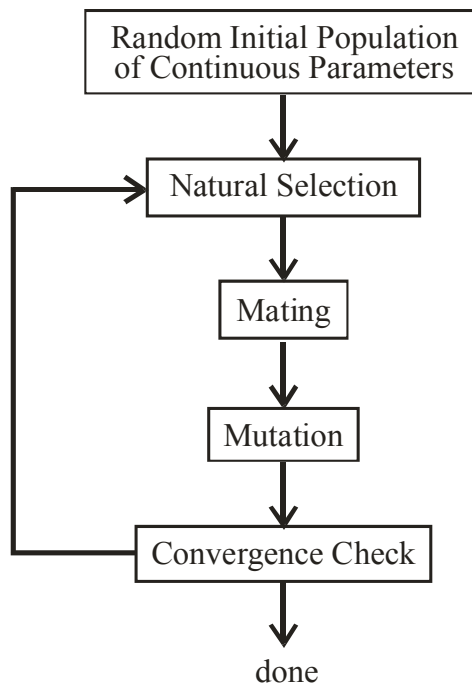 Random Initial Population
of Continuous Parameters
Natural Selection
Mating
Mutation
Convergence Check
done